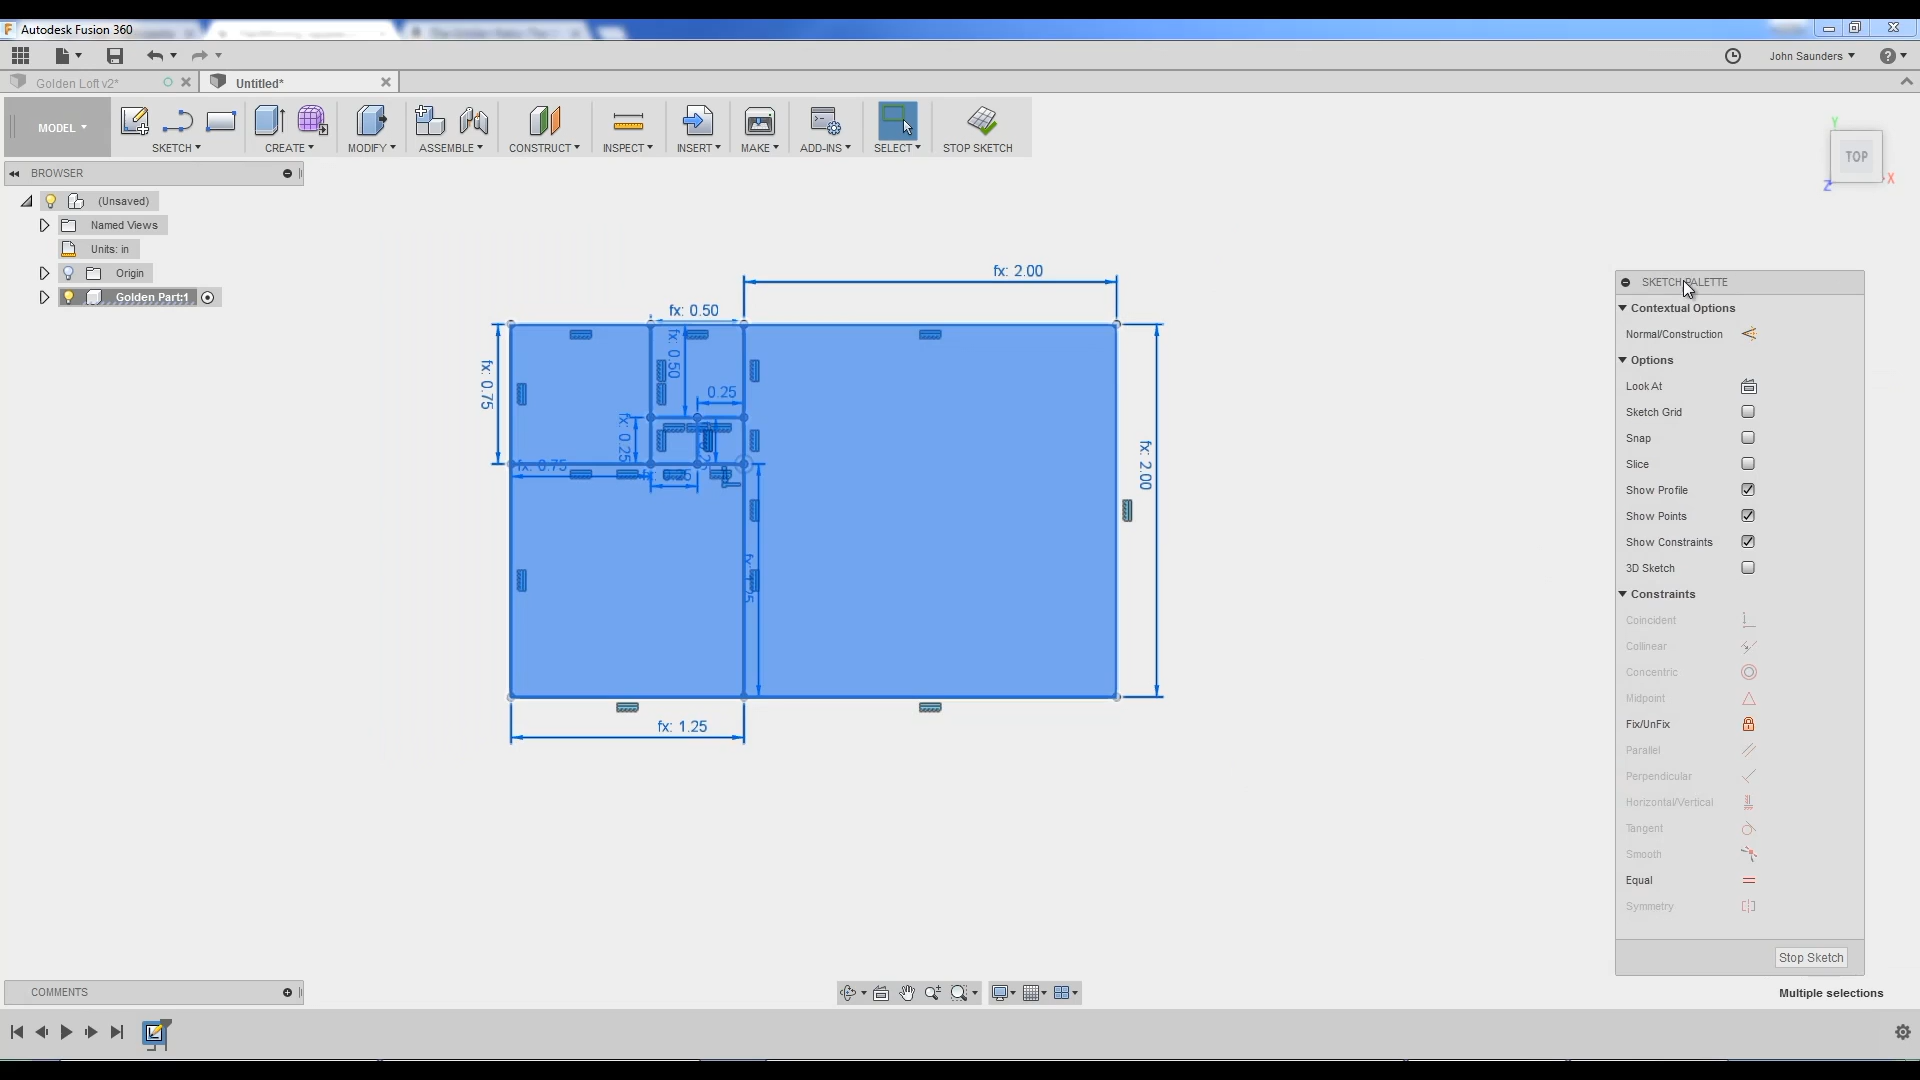 Autodesk Fusion 360
John Saunders
Golden Loft v2*
Untitled*
MODEL
SKETCH
CREATE
MODIFY
ASSEMBLE
CONSTRUCT
INSPECT
INSERT
MAKE
ADD-INS
SELECT
STOP SKETCH
TOP
Y
X
Z
BROWSER
(Unsaved)
Named Views
Units: in
Origin
Golden Part:1
fx: 2.00
fx: 0.50
fx: 0.50
fx: 0.75
0.25
fx: 0.25
fx: 0.75
fx: 2.00
fx: 1.25
SKETCH PALETTE
Contextual Options
Normal/Construction
Options
Look At
Sketch Grid
Snap
Slice
Show Profile
Show Points
Show Constraints
3D Sketch
Constraints
Coincident
Collinear
Concentric
Midpoint
Fix/UnFix
Parallel
Perpendicular
Horizontal/Vertical
Tangent
Smooth
Equal
Symmetry
Stop Sketch
COMMENTS
Multiple selections